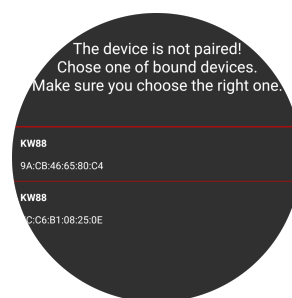 The device is not paired!
Chose one of bound devices.
Make sure you choose the right one.
KW88
9A:CB:46:65:80:C4
KW88
:C6:B1:08:25:0E